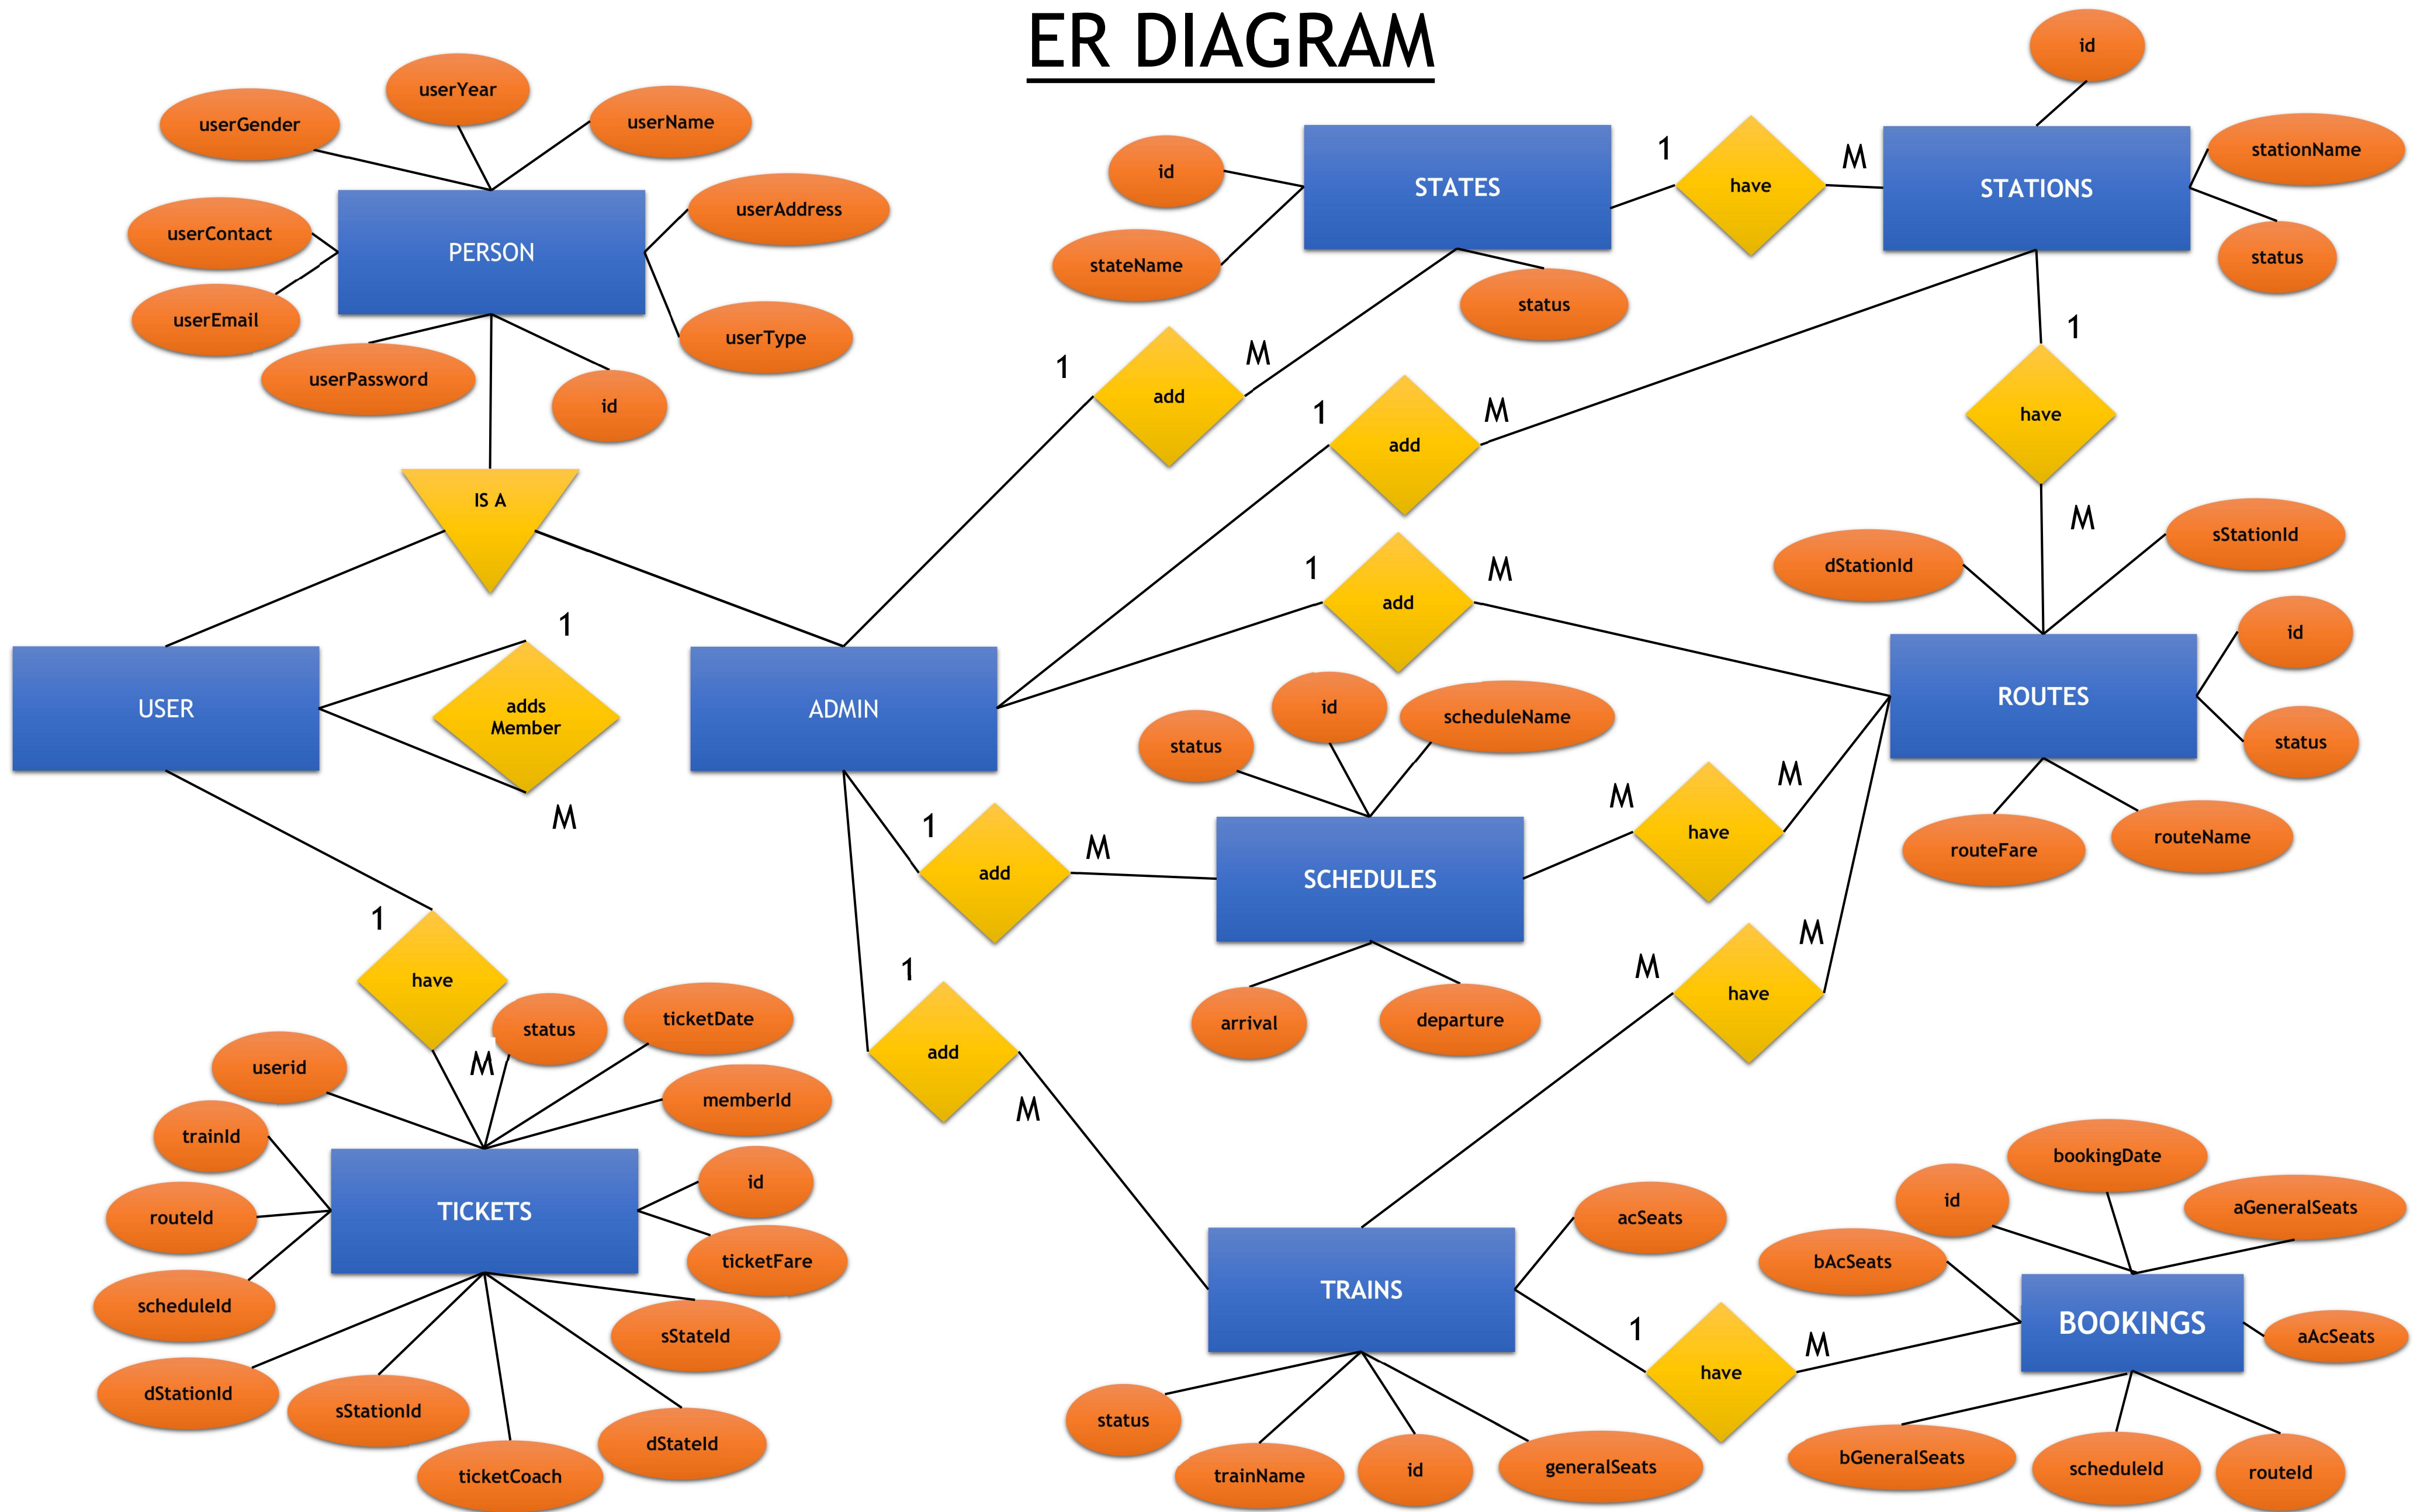 ER DIAGRAM
id
userYear
userGender
userName
stationName
id
STATES
1
have
M
STATIONS
userAddress
userContact
PERSON
stateName
status
status
userEmail
userType
1
add
M
1
userPassword
id
1
add
M
have
IS A
M
sStationId
dStationId
1
add
M
1
id
USER
adds
Member
ADMIN
id
scheduleName
status
ROUTES
status
M
1
add
M
SCHEDULES
M
have
M
routeFare
routeName
1
have
M
status
ticketDate
1
add
M
arrival
departure
M
have
M
userid
memberId
trainId
id
routeId
TICKETS
ticketFare
scheduleId
sStateId
dStationId
sStationId
ticketCoach
dStateId
acSeats
TRAINS
1
have
M
status
trainName
id
generalSeats
bookingDate
id
aGeneralSeats
bAcSeats
BOOKINGS
aAcSeats
bGeneralSeats
scheduleId
routeId